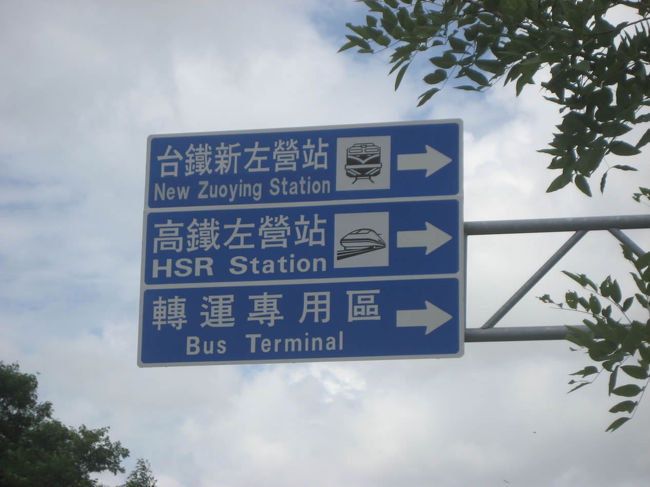 台鐵新左營站
New Zuoying Station
高鐵左營站
HSR Station
轉運專用區
Bus Terminal